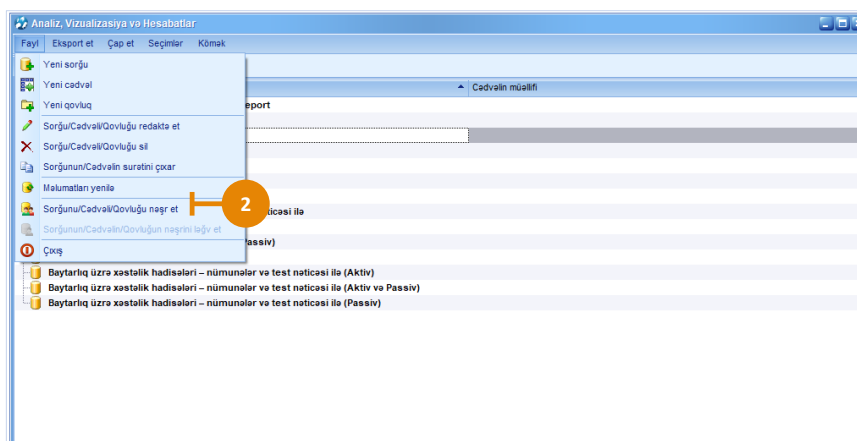 Analiz, Vizualizasiya və Hesabatlar
Fayl Eksport et Çap et Seçimlər Kömək
Yeni sorğu
Yeni cədvəl
Cədvəlin müəllifi
Yeni qovluq
eport
Sorğu/Cədvəli/Qovluğu redaktə et
Sorğu/Cədvəli/Qovluğu sil
Sorğunun/Cədvəlin surətini çıxar
Məlumatları yenilə
Sorğunu/Cədvəli/Qovluğu nəşr et
2
ticəsi ilə
Sorğunun/Cədvəlin/Qovluğun nəşrini ləğv et
Passiv)
Çıxış
Baytarlıq üzrə xəstəlik hadisələri – nümunələr və test nəticəsi ilə (Aktiv)
Baytarlıq üzrə xəstəlik hadisələri – nümunələr və test nəticəsi ilə (Aktiv və Passiv)
Baytarlıq üzrə xəstəlik hadisələri – nümunələr və test nəticəsi ilə (Passiv)